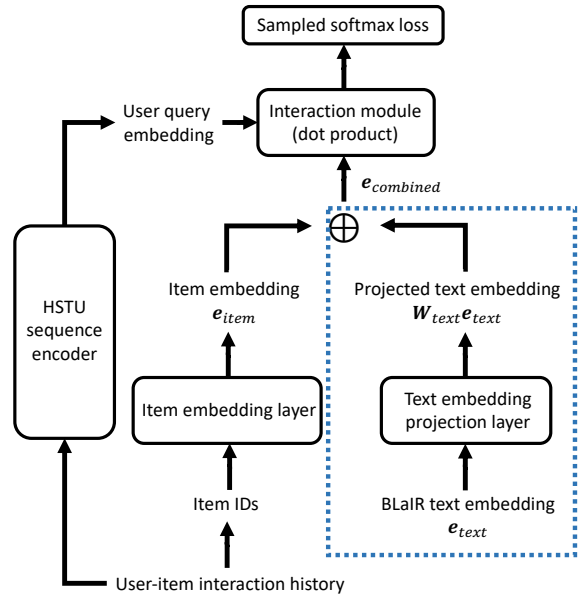 Sampled softmax loss
User query
embedding
Interaction module
(dot product)
e_combined
HSTU
sequence
encoder
Item embedding
e_item
Projected text embedding
W_text e_text
Item embedding layer
Text embedding
projection layer
Item IDs
BLaIR text embedding
e_text
User-item interaction history